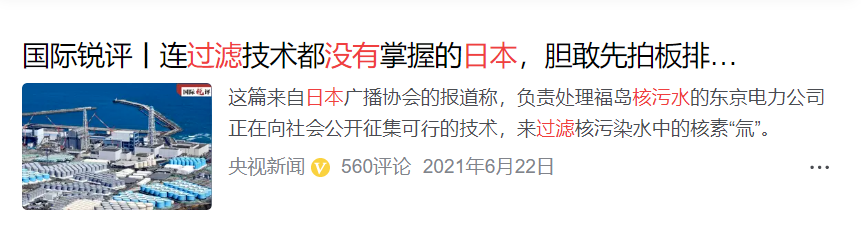 国际锐评丨连过滤技术都没有掌握的日本，胆敢先拍板排…
国际锐评
这篇来自日本广播协会的报道称，负责处理福岛核污水的东京电力公司
正在向社会公开征集可行的技术，来过滤核污染水中的核素“氚”。
央视新闻 560评论 2021年6月22日